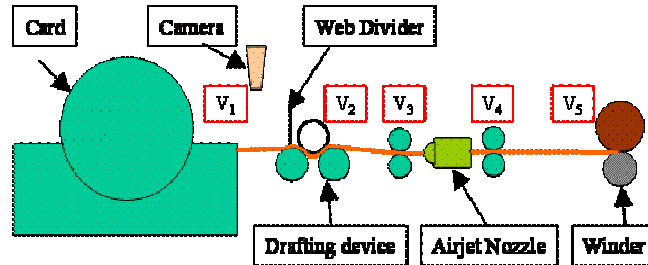 Card
Camera
Web Divider
V1
V2
V3
V4
V5
Drafting device
Airjet Nozzle
Winder